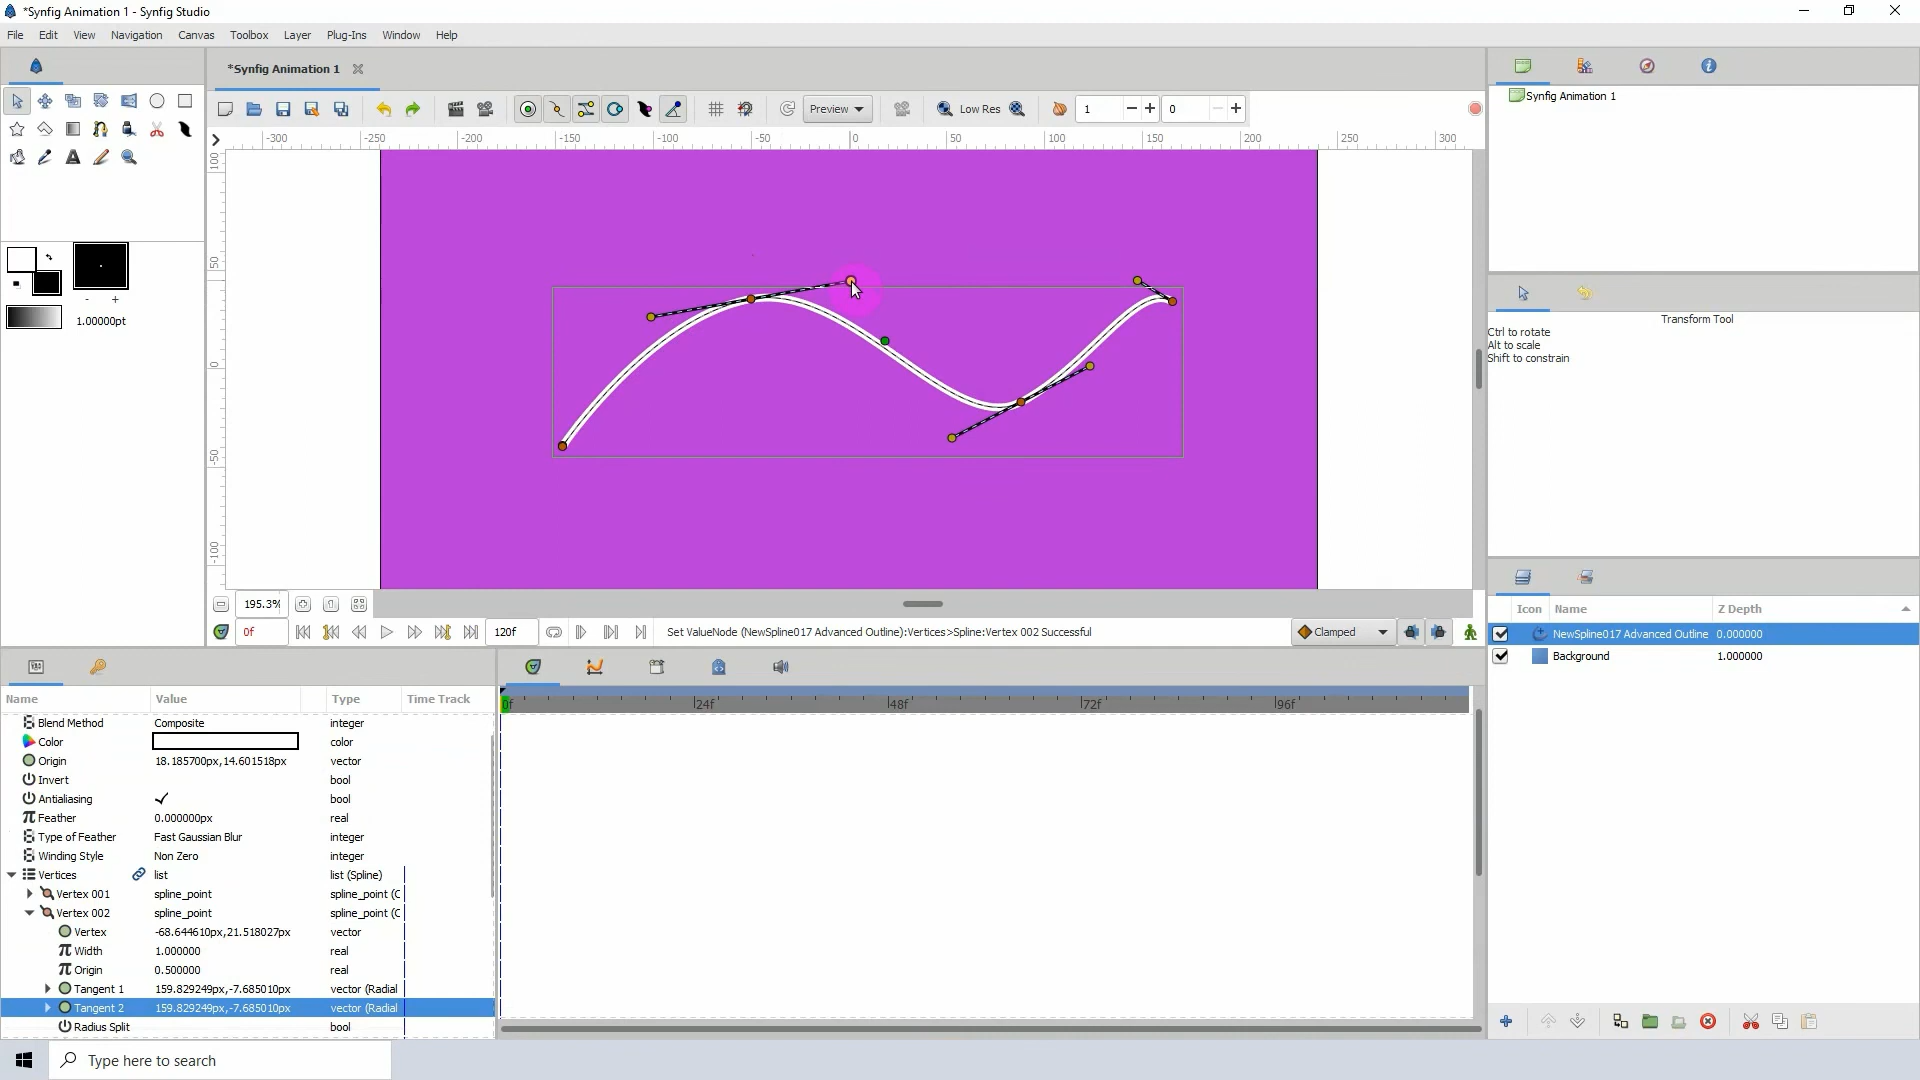 *Synfig Animation 1 - Synfig Studio
File Edit View Navigation Canvas Toolbox Layer Plug-Ins Window Help
*Synfig Animation 1
Preview Low Res 1 0
-300 -250 -200 -150 -100 -50 0 50 100 150 200 250 300
100
50
0
-50
-100
- +
1.00000pt
195.3%
0f 120f Set ValueNode (NewSpline017 Advanced Outline):Vertices>Spline:Vertex 002 Successful Clamped
Synfig Animation 1
Transform Tool
Ctrl to rotate
Alt to scale
Shift to constrain
Icon Name Z Depth
NewSpline017 Advanced Outline 0.000000
Background 1.000000
Name Value Type Time Track
Blend Method Composite integer
Color color
Origin 18.185700px,14.601518px vector
Invert bool
Antialiasing bool
Feather 0.000000px real
Type of Feather Fast Gaussian Blur integer
Winding Style Non Zero integer
Vertices list list (Spline)
Vertex 001 spline_point spline_point (C
Vertex 002 spline_point spline_point (C
Vertex -68.644610px,21.518027px vector
π Width 1.000000 real
π Origin 0.500000 real
Tangent 1 159.829249px,-7.685010px vector (Radial
Tangent 2 159.829249px,-7.685010px vector (Radial
Radius Split bool
0f 24f 48f 72f 96f
Type here to search